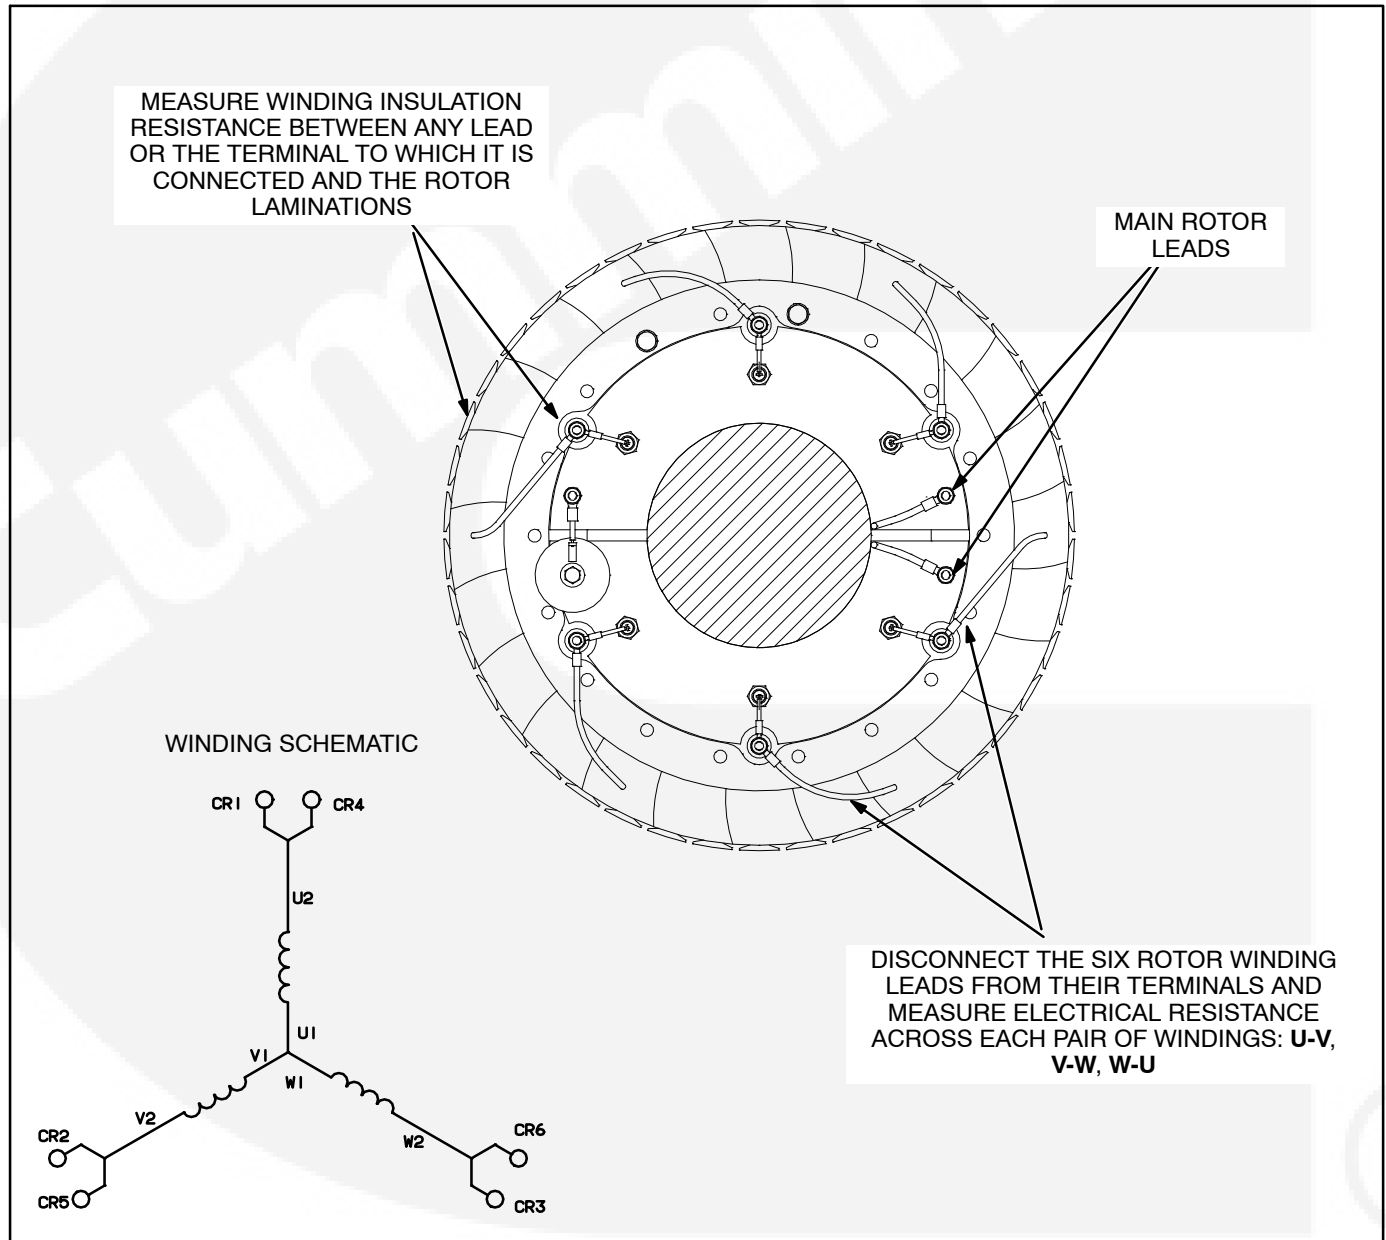 MEASURE WINDING INSULATION
RESISTANCE BETWEEN ANY LEAD
OR THE TERMINAL TO WHICH IT IS
CONNECTED AND THE ROTOR
LAMINATIONS
MAIN ROTOR
LEADS
WINDING SCHEMATIC
CR1
CR4
U2
U1
V1
W1
V2
W2
CR2
CR5
CR6
CR3
DISCONNECT THE SIX ROTOR WINDING
LEADS FROM THEIR TERMINALS AND
MEASURE ELECTRICAL RESISTANCE
ACROSS EACH PAIR OF WINDINGS: U-V,
V-W, W-U